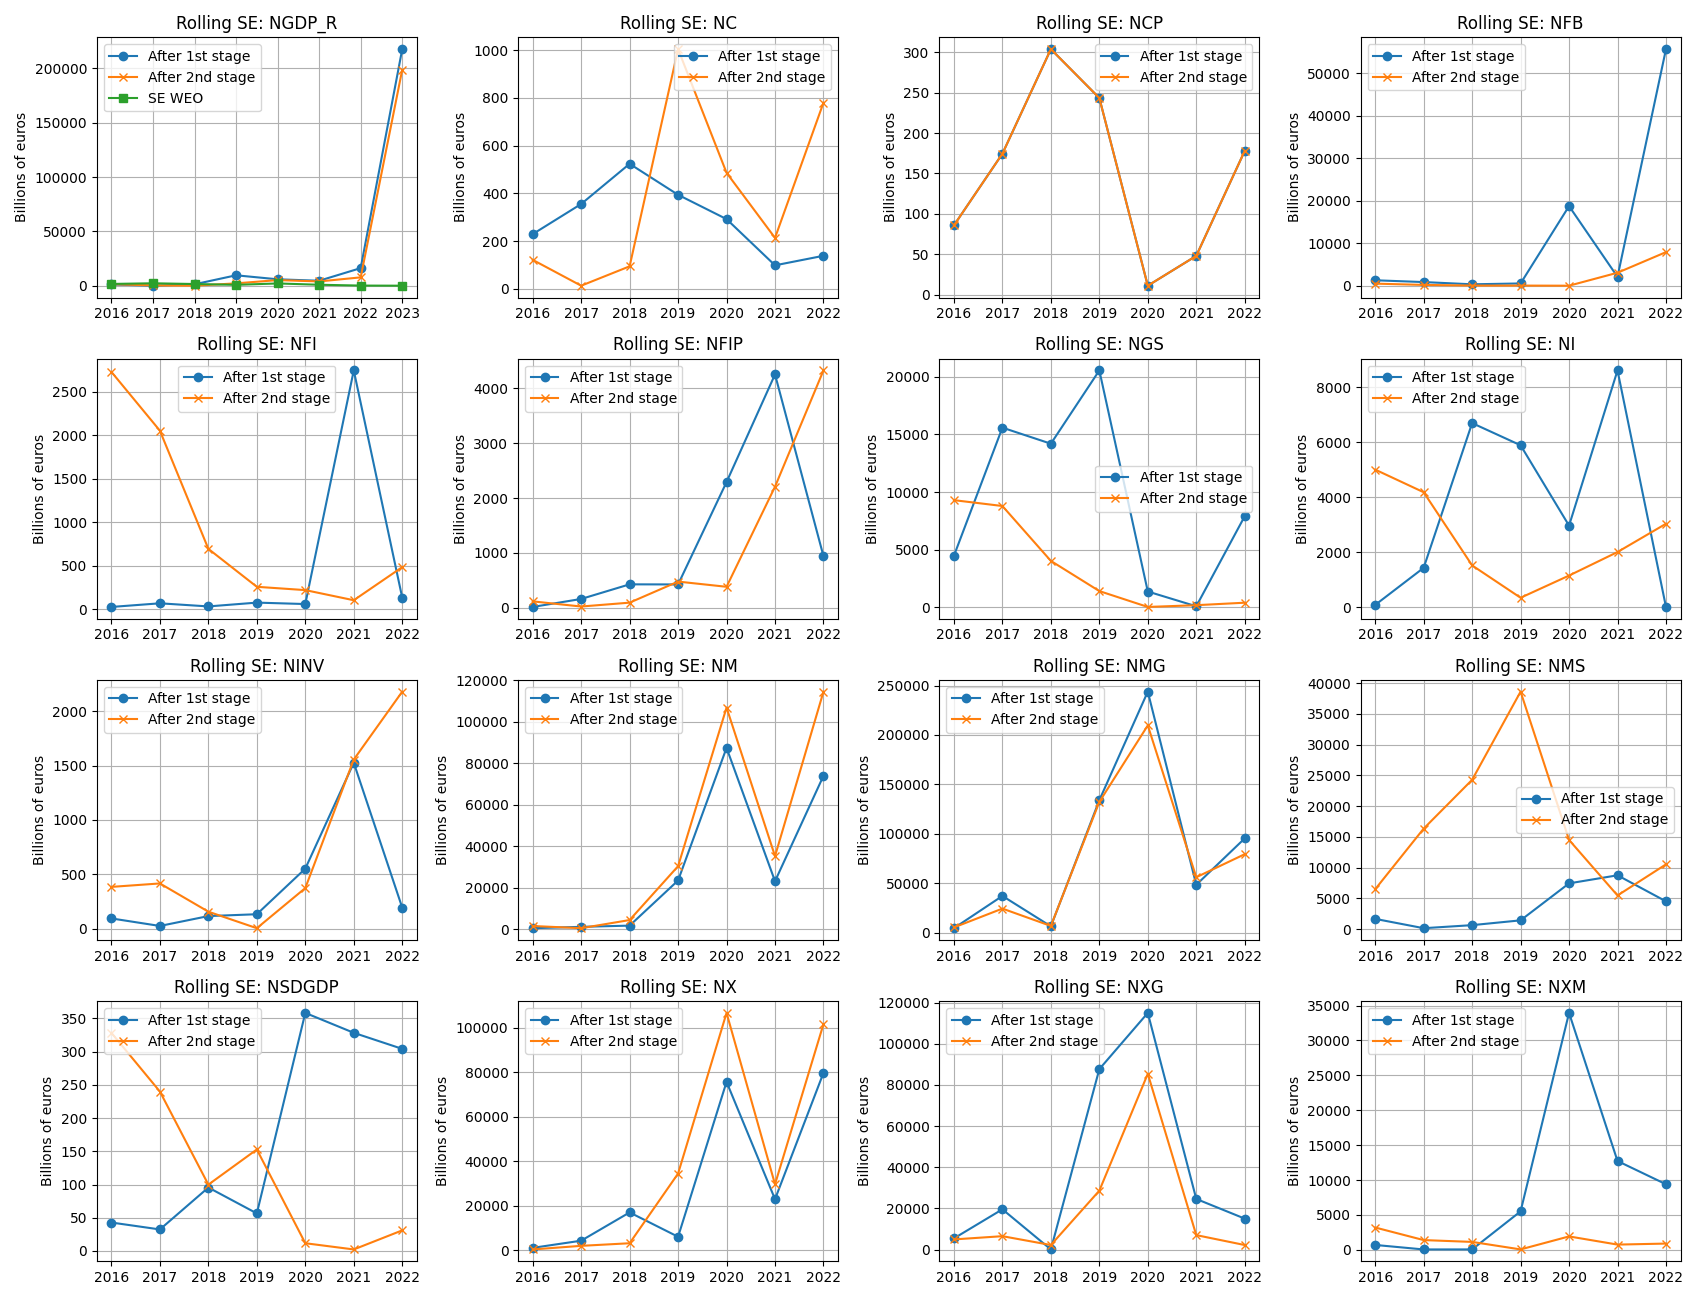 Rolling SE: NGDP_R
Billions of euros
200000
150000
100000
50000
0
After 1st stage
After 2nd stage
SE WEO
2016 2017 2018 2019 2020 2021 2022 2023
Rolling SE: NC
Billions of euros
1000
800
600
400
200
0
After 1st stage
After 2nd stage
2016 2017 2018 2019 2020 2021 2022
Rolling SE: NCP
Billions of euros
300
250
200
150
100
50
0
After 1st stage
After 2nd stage
2016 2017 2018 2019 2020 2021 2022
Rolling SE: NFB
Billions of euros
50000
40000
30000
20000
10000
0
After 1st stage
After 2nd stage
2016 2017 2018 2019 2020 2021 2022
Rolling SE: NFI
Billions of euros
2500
2000
1500
1000
500
0
After 1st stage
After 2nd stage
2016 2017 2018 2019 2020 2021 2022
Rolling SE: NFIP
Billions of euros
4000
3000
2000
1000
0
After 1st stage
After 2nd stage
2016 2017 2018 2019 2020 2021 2022
Rolling SE: NGS
Billions of euros
20000
15000
10000
5000
0
After 1st stage
After 2nd stage
2016 2017 2018 2019 2020 2021 2022
Rolling SE: NI
Billions of euros
8000
6000
4000
2000
0
After 1st stage
After 2nd stage
2016 2017 2018 2019 2020 2021 2022
Rolling SE: NINV
Billions of euros
2000
1500
1000
500
0
After 1st stage
After 2nd stage
2016 2017 2018 2019 2020 2021 2022
Rolling SE: NM
Billions of euros
120000
100000
80000
60000
40000
20000
0
After 1st stage
After 2nd stage
2016 2017 2018 2019 2020 2021 2022
Rolling SE: NMG
Billions of euros
250000
200000
150000
100000
50000
0
After 1st stage
After 2nd stage
2016 2017 2018 2019 2020 2021 2022
Rolling SE: NMS
Billions of euros
40000
35000
30000
25000
20000
15000
10000
5000
0
After 1st stage
After 2nd stage
2016 2017 2018 2019 2020 2021 2022
Rolling SE: NSDGDP
Billions of euros
350
300
250
200
150
100
50
0
After 1st stage
After 2nd stage
2016 2017 2018 2019 2020 2021 2022
Rolling SE: NX
Billions of euros
100000
80000
60000
40000
20000
0
After 1st stage
After 2nd stage
2016 2017 2018 2019 2020 2021 2022
Rolling SE: NXG
Billions of euros
120000
100000
80000
60000
40000
20000
0
After 1st stage
After 2nd stage
2016 2017 2018 2019 2020 2021 2022
Rolling SE: NXM
Billions of euros
35000
30000
25000
20000
15000
10000
5000
0
After 1st stage
After 2nd stage
2016 2017 2018 2019 2020 2021 2022